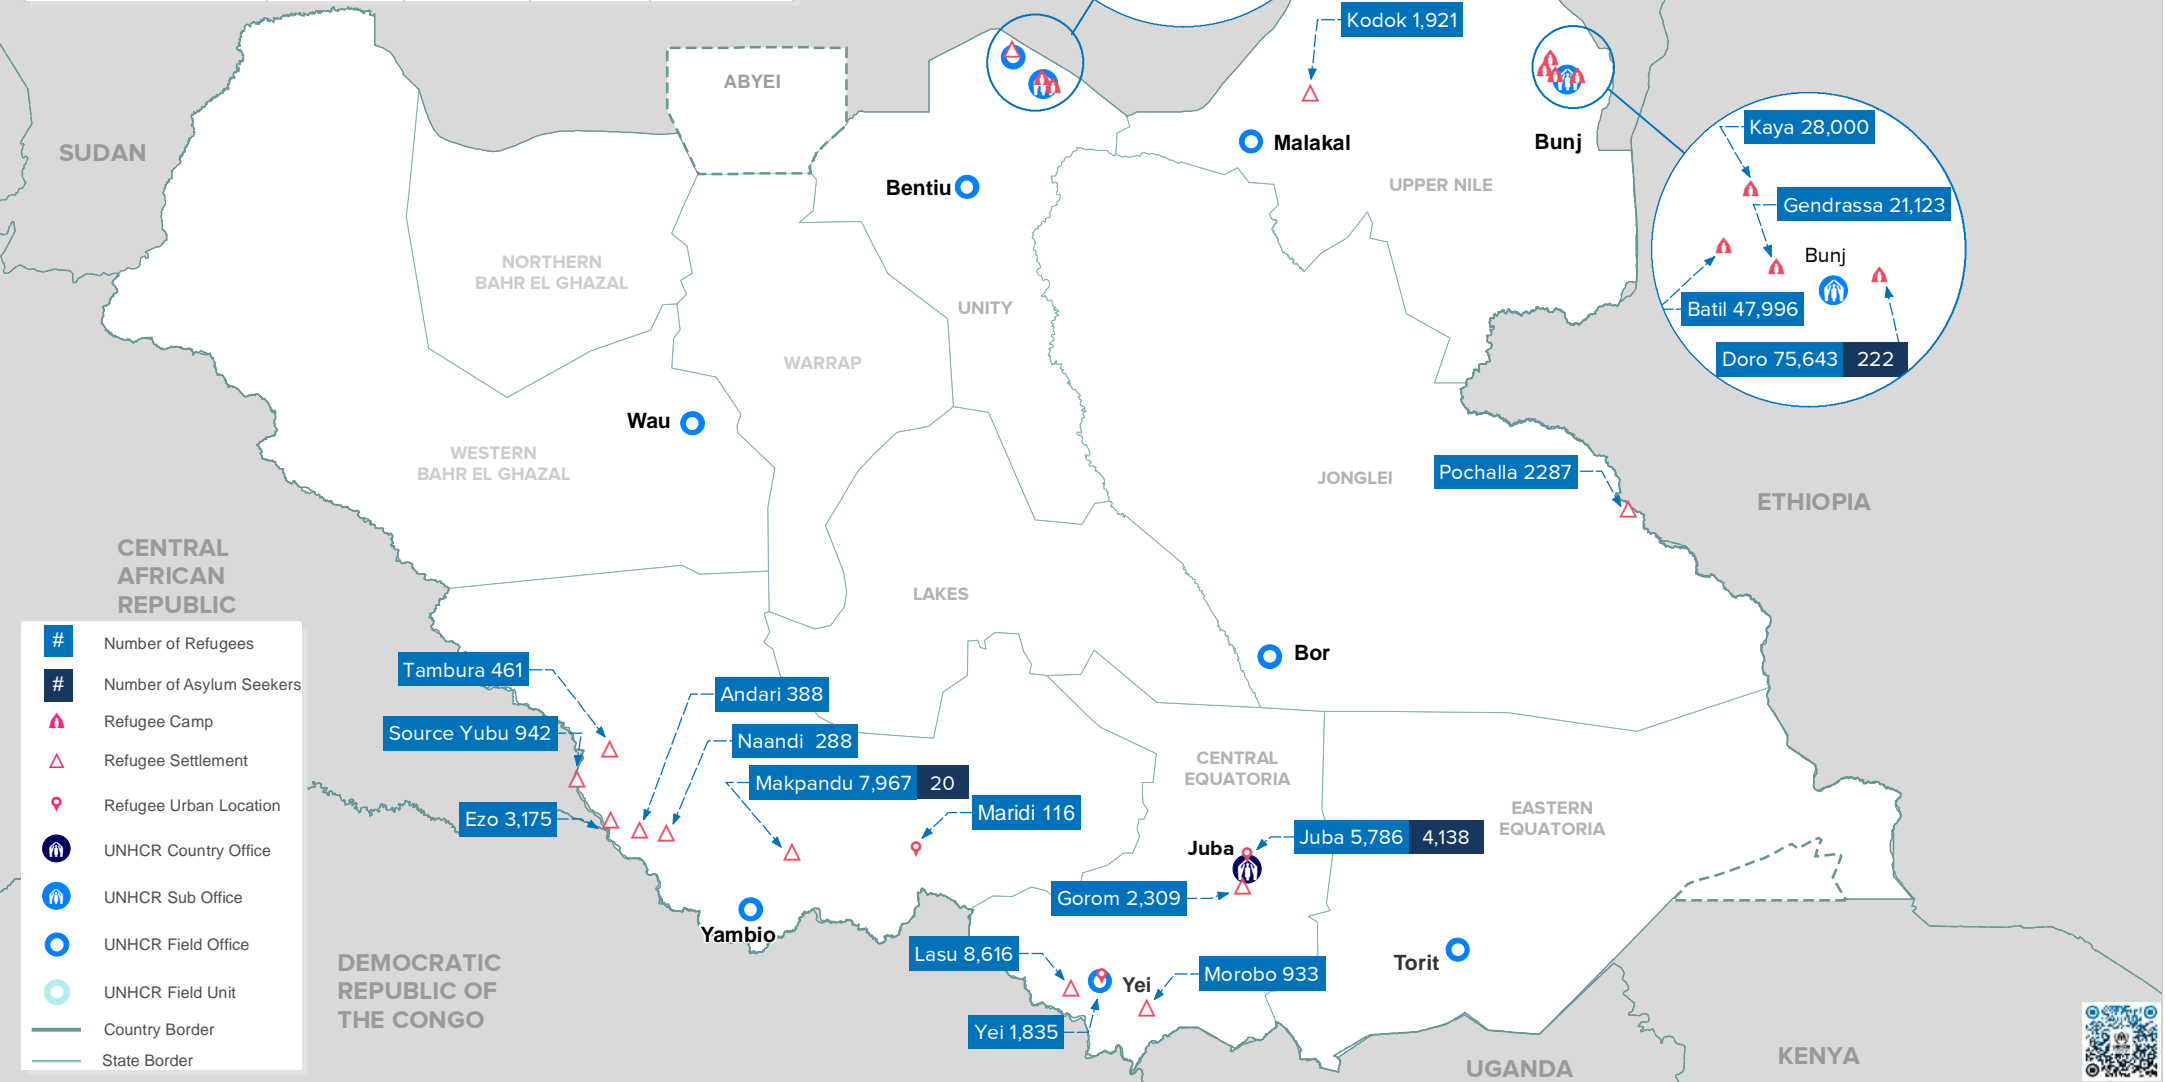 Kodok 1,921
ABYEI
SUDAN
Malakal
Bunj
Kaya 28,000
Bentiu
UPPER NILE
Gendrassa 21,123
Bunj
NORTHERN
BAHR EL GHAZAL
UNITY
Batil 47,996
WARRAP
Doro 75,643 222
Wau
WESTERN
BAHR EL GHAZAL
JONGLEI
Pochalla 2287
ETHIOPIA
CENTRAL
AFRICAN
REPUBLIC
LAKES
# Number of Refugees
# Number of Asylum Seekers
Refugee Camp
Refugee Settlement
Refugee Urban Location
UNHCR Country Office
UNHCR Sub Office
UNHCR Field Office
UNHCR Field Unit
Country Border
State Border
Bor
Tambura 461
Andari 388
Source Yubu 942
Naandi 288
Makpandu 7,967 20
CENTRAL
EQUATORIA
Ezo 3,175
Maridi 116
EASTERN
EQUATORIA
Juba
Juba 5,786 4,138
Gorom 2,309
Yambio
Lasu 8,616
Torit
DEMOCRATIC
REPUBLIC OF
THE CONGO
Yei
Morobo 933
Yei 1,835
UGANDA
KENYA